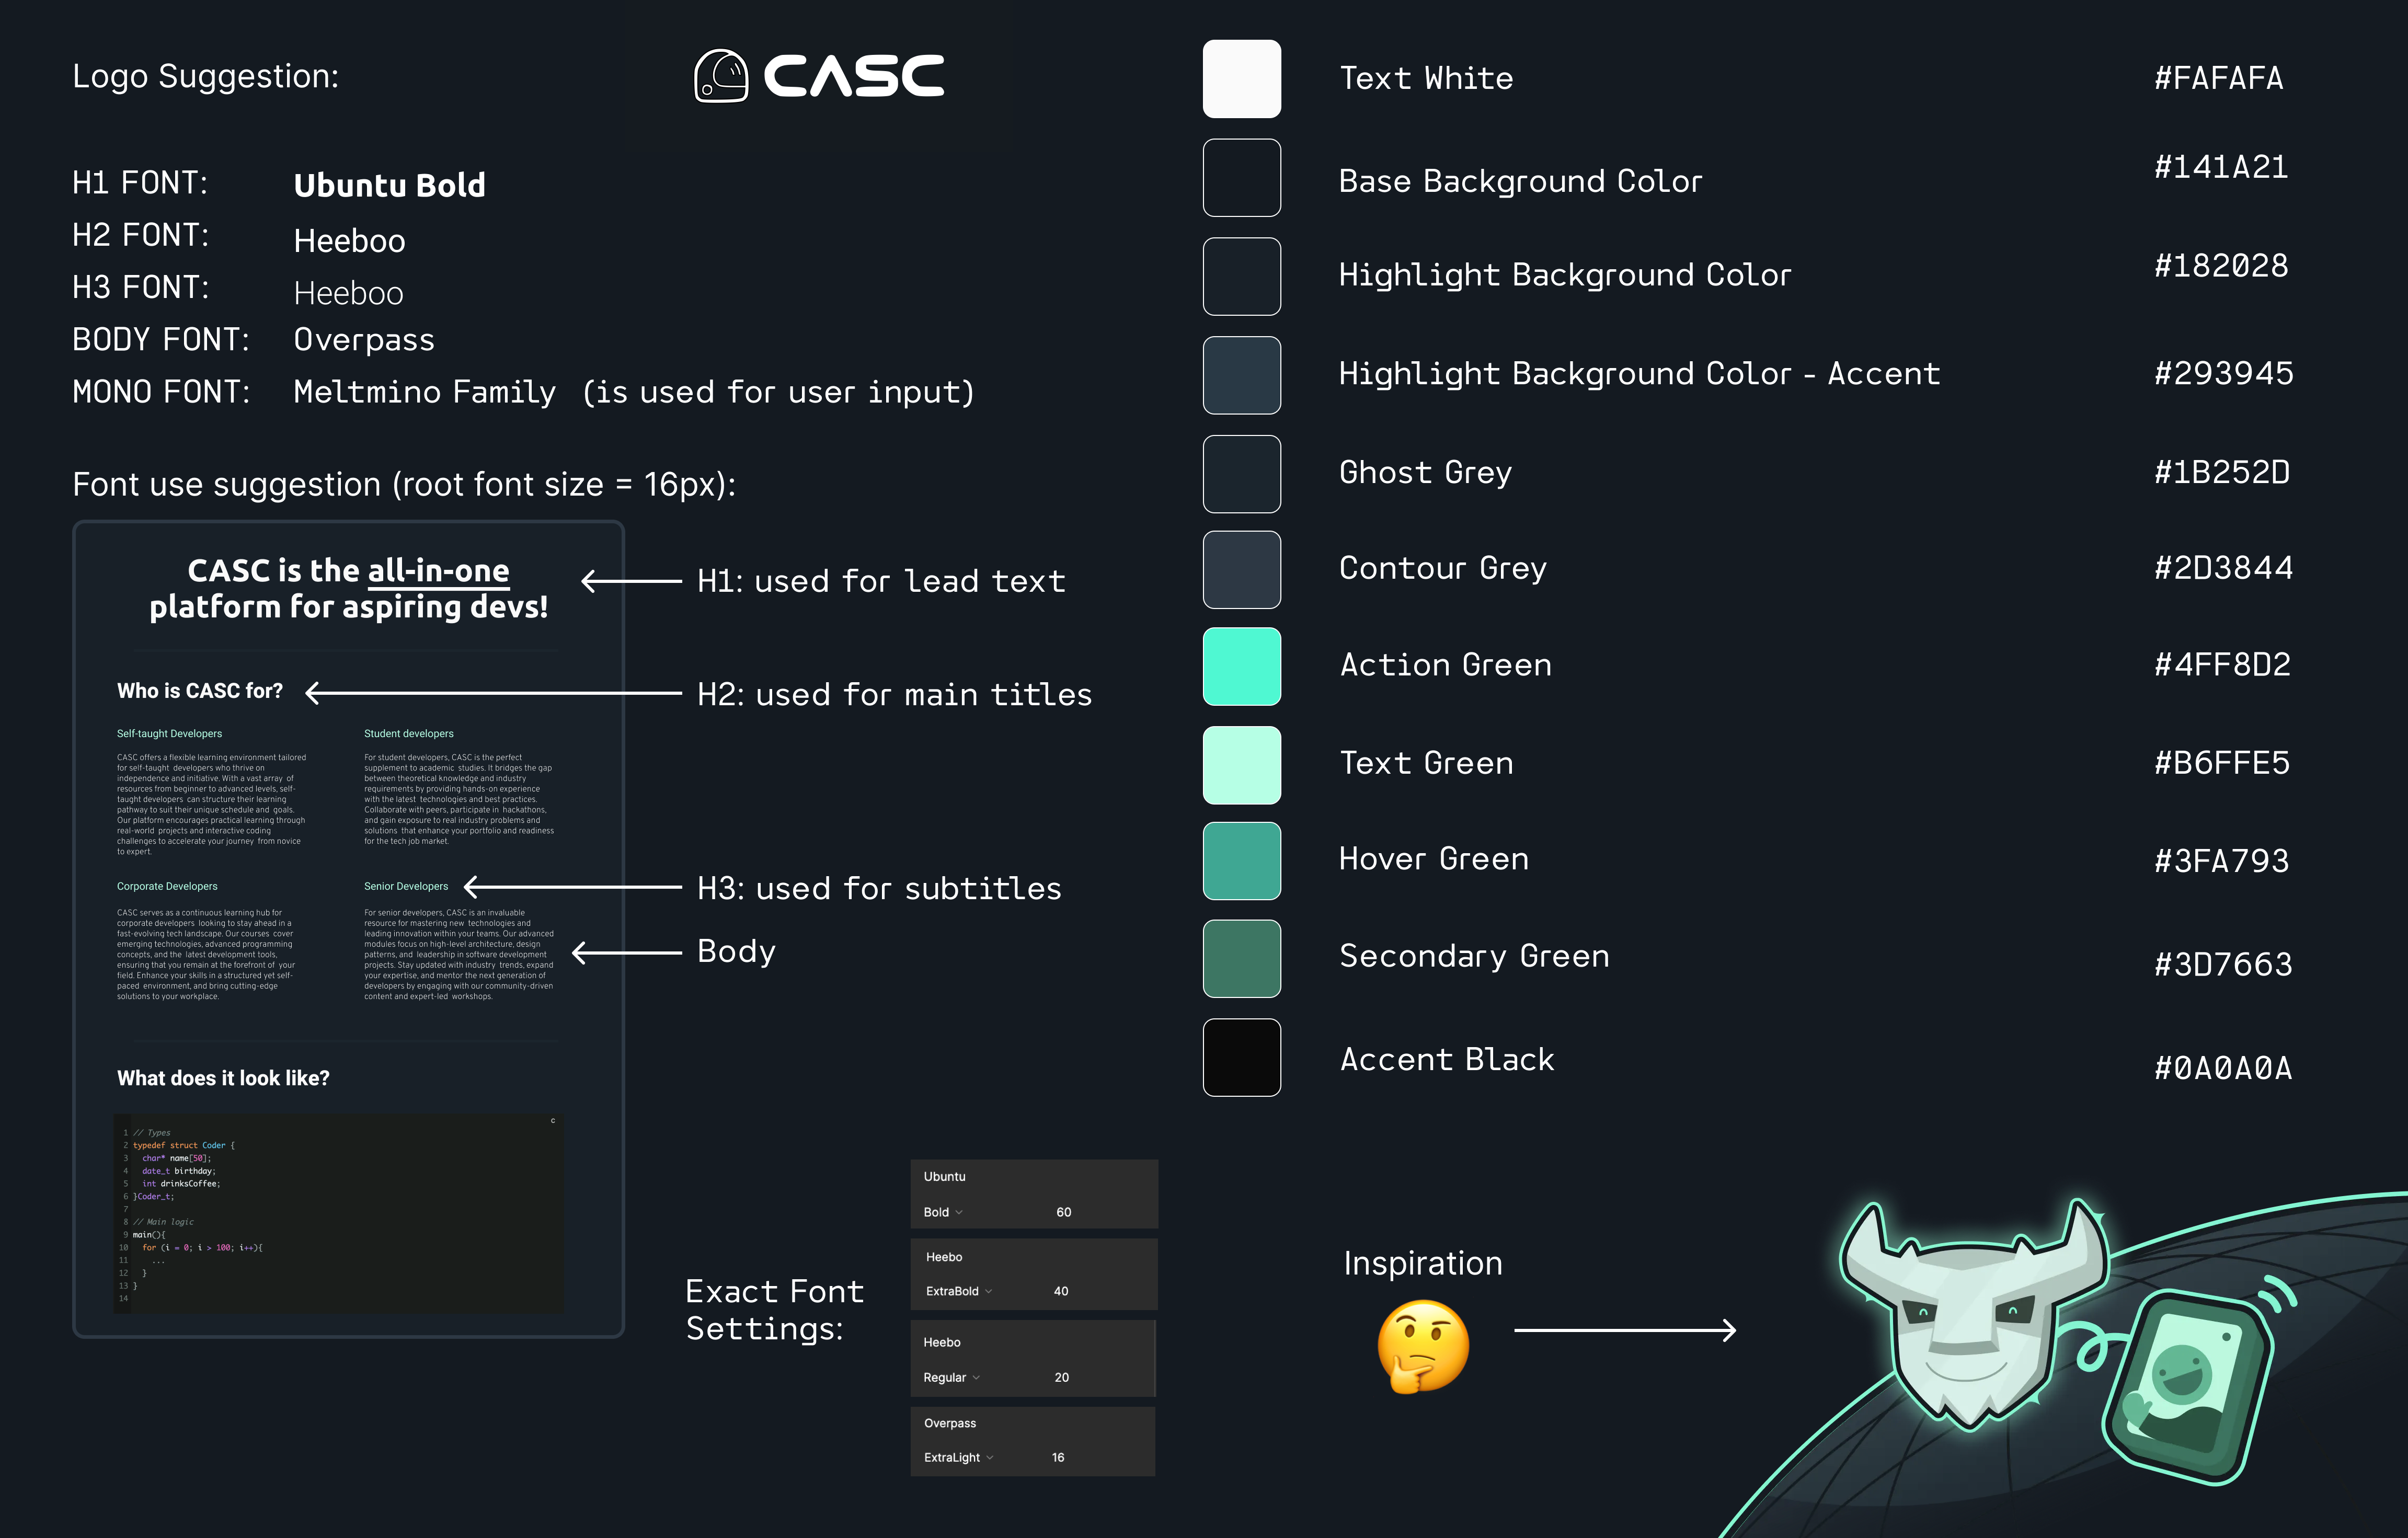 Logo Suggestion:
CASC
H1 FONT: Ubuntu Bold
H2 FONT: Heeboo
H3 FONT: Heeboo
BODY FONT: Overpass
MONO FONT: Meltmino Family (is used for user input)
Font use suggestion (root font size = 16px):
CASC is the all-in-one
platform for aspiring devs!
H1: used for lead text
Who is CASC for?
H2: used for main titles
Self-taught Developers
CASC offers a flexible learning environment tailored
for self-taught developers who thrive on
independence and initiative. With a vast array of
resources from beginner to advanced levels, self-
taught developers can structure their learning
pathway to suit their unique schedule and goals.
Our platform encourages practical learning through
real-world projects and interactive coding
challenges to accelerate your journey from novice
to expert.
Student developers
For student developers, CASC is the perfect
supplement to academic studies. It bridges the gap
between theoretical knowledge and industry
requirements by providing hands-on experience
with the latest technologies and best practices.
Collaborate with peers, participate in hackathons,
and gain exposure to real industry problems and
solutions that enhance your portfolio and readiness
for the tech job market.
Corporate Developers
CASC serves as a continuous learning hub for
corporate developers looking to stay ahead in a
fast-evolving tech landscape. Our courses cover
emerging technologies, advanced programming
concepts, and the latest development tools,
ensuring that you remain at the forefront of your
field. Enhance your skills in a structured yet self-
paced environment, and bring cutting-edge
solutions to your workplace.
Senior Developers
H3: used for subtitles
For senior developers, CASC is an invaluable
resource for mastering new technologies and
leading innovation within your teams. Our advanced
modules focus on high-level architecture, design
patterns, and leadership in software development
projects. Stay updated with industry trends, expand
your expertise, and mentor the next generation of
developers by engaging with our community-driven
content and expert-led workshops.
Body
What does it look like?
C
1 // Types
2 typedef struct Coder {
3 char* name[50];
4 date_t birthday;
5 int drinksCoffee;
6 }Coder_t;
7
8 // Main logic
9 main(){
10 for (i = 0; i > 100; i++){
11 ...
12 }
13 }
14
Exact Font
Settings:
Ubuntu
Bold 60
Heebo
ExtraBold 40
Heebo
Regular 20
Overpass
ExtraLight 16
Text White #FAFAFA
Base Background Color #141A21
Highlight Background Color #182028
Highlight Background Color - Accent #293945
Ghost Grey #1B252D
Contour Grey #2D3844
Action Green #4FF8D2
Text Green #B6FFE5
Hover Green #3FA793
Secondary Green #3D7663
Accent Black #0A0A0A
Inspiration